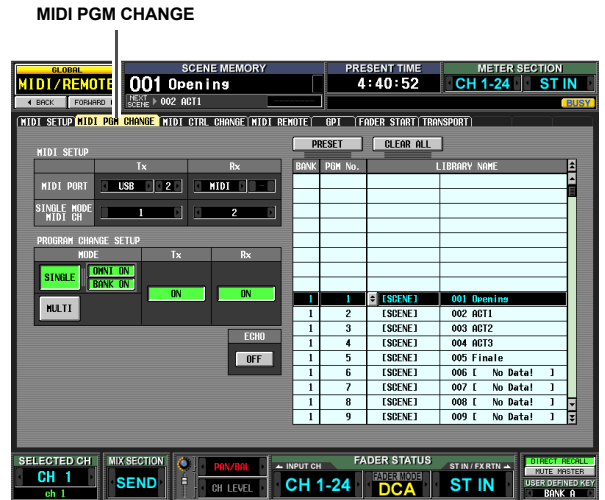 MIDI PGM CHANGE
GLOBAL SCENE MEMORY PRESENT TIME METER SECTION
MIDI/REMOTE 001 Opening 4:40:52 CH 1-24 ST IN
BACK FORWARD NEXT SCENE 002 ACT1 BUSY
MIDI SETUP MIDI PGM CHANGE MIDI CTRL CHANGE MIDI REMOTE GPI FADER START TRANSPORT
PRESET CLEAR ALL
MIDI SETUP
Tx Rx BANK PGM No. LIBRARY NAME
MIDI PORT USB 2 MIDI -
SINGLE MODE MIDI CH 1 2
PROGRAM CHANGE SETUP
MODE Tx Rx
SINGLE OMNI ON BANK ON ON ON
MULTI
ECHO
OFF
1 1 [SCENE] 001 Opening
1 2 [SCENE] 002 ACT1
1 3 [SCENE] 003 ACT2
1 4 [SCENE] 004 ACT3
1 5 [SCENE] 005 Finale
1 6 [SCENE] 006 [ No Data! ]
1 7 [SCENE] 007 [ No Data! ]
1 8 [SCENE] 008 [ No Data! ]
1 9 [SCENE] 009 [ No Data! ]
SELECTED CH MIX SECTION PAN/BAL INPUT CH FADER STATUS ST IN / FX RTN DIRECT RECALL
MUTE MASTER
CH 1 SEND CH LEVEL CH 1-24 FADER MODE DCA ST IN USER DEFINED KEY
ch 1 BANK A